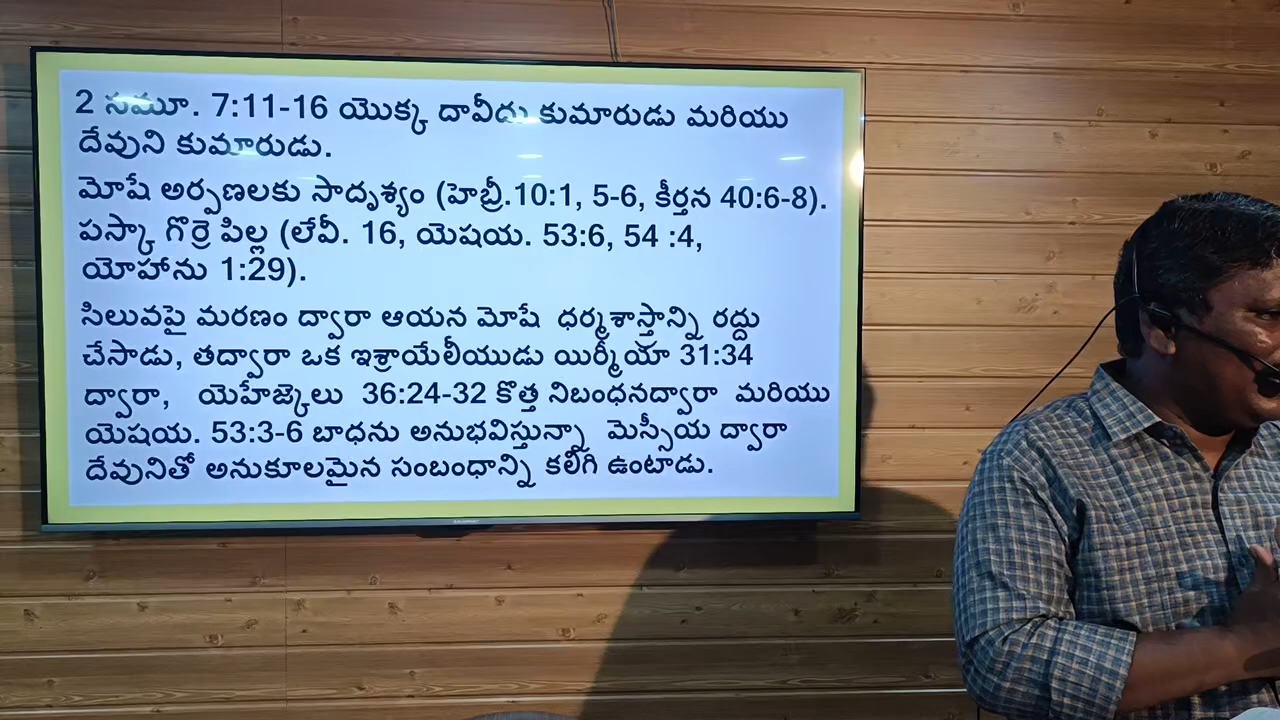 2 సమూ. 7:11-16 యొక్క దావీదు కుమారుడు మరియు
దేవుని కుమారుడు.
మోషే అర్పణలకు సాదృశ్యం (హెబ్రీ.10:1, 5-6, కీర్తన 40:6-8).
పస్కా గొర్రె పిల్ల (లేవీ. 16, యెషయ. 53:6, 54 :4,
యోహాను 1:29).
సిలువపై మరణం ద్వారా ఆయన మోషే ధర్మశాస్త్రాన్ని రద్దు
చేసాడు, తద్వారా ఒక ఇశ్రాయేలీయుడు యిర్మీయా 31:34
ద్వారా, యెహేజ్కెలు 36:24-32 కొత్త నిబంధనద్వారా మరియు
యెషయ. 53:3-6 బాధను అనుభవిస్తున్నా మెస్సీయ ద్వారా
దేవునితో అనుకూలమైన సంబంధాన్ని కలిగి ఉంటాడు.